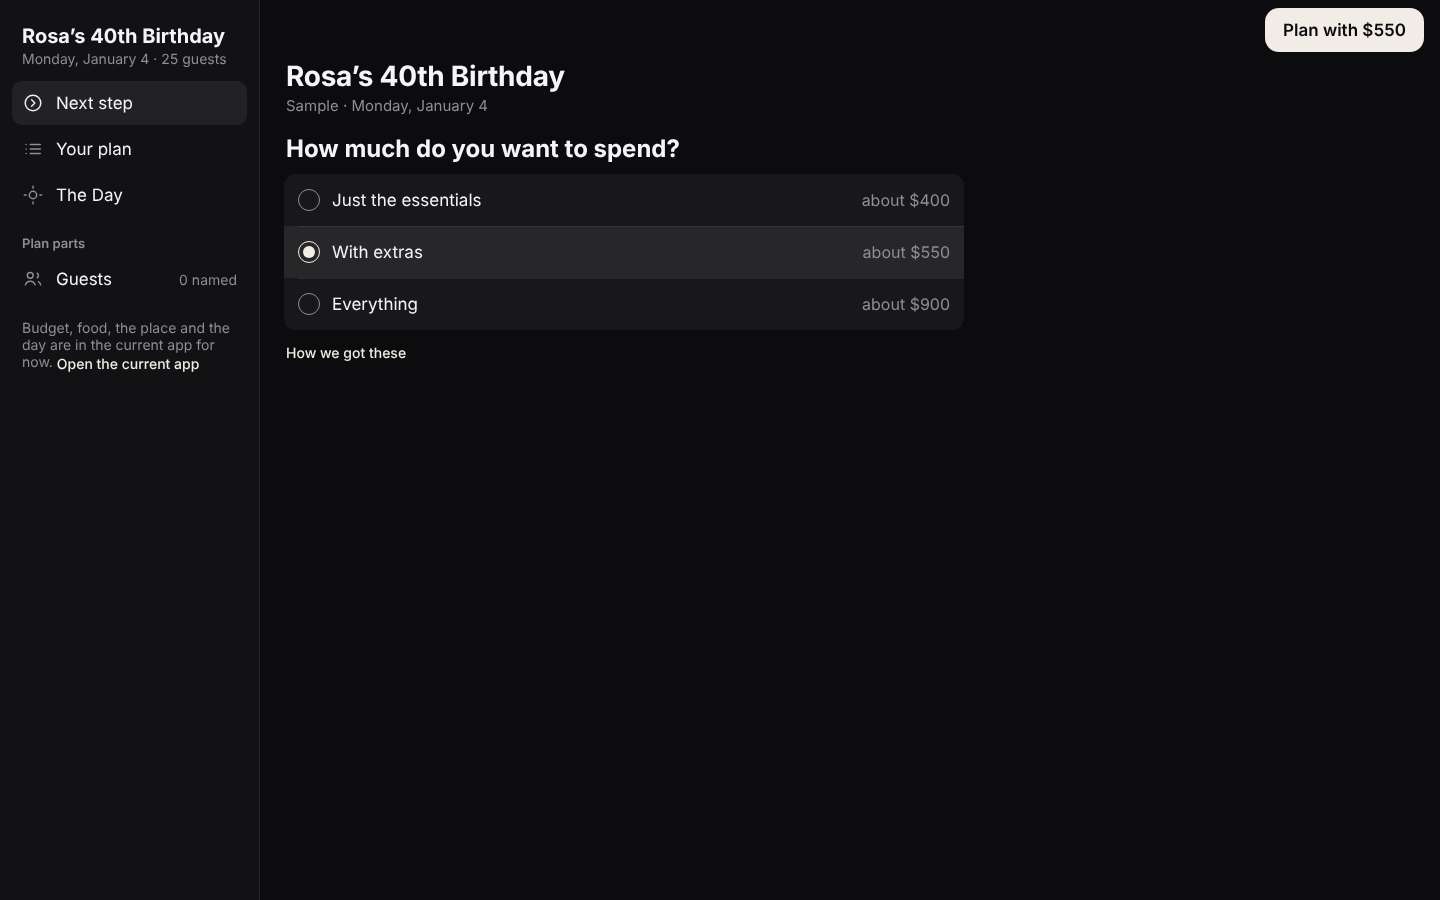 Rosa’s 40th Birthday
Monday, January 4 · 25 guests
Next step
Your plan
The Day
Plan parts
Guests 0 named
Budget, food, the place and the
day are in the current app for
now. Open the current app
Plan with $550
Rosa’s 40th Birthday
Sample · Monday, January 4
How much do you want to spend?
Just the essentials about $400
With extras about $550
Everything about $900
How we got these